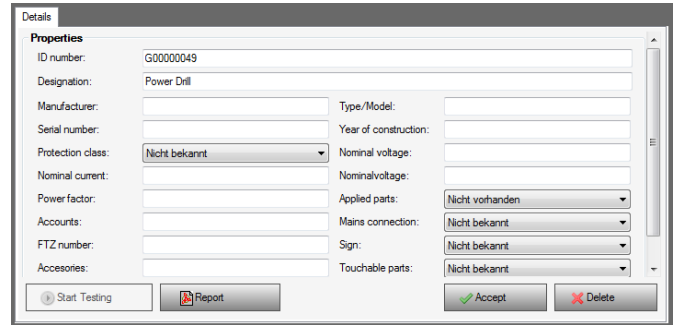 Details
Properties
ID number: G00000049
Designation: Power Drill
Manufacturer: Type/Model:
Serial number: Year of construction:
Protection class: Nicht bekannt Nominal voltage:
Nominal current: Nominalvoltage:
Power factor: Applied parts: Nicht vorhanden
Accounts: Mains connection: Nicht bekannt
FTZ number: Sign: Nicht bekannt
Accesories: Touchable parts: Nicht bekannt
Start Testing Report Accept Delete